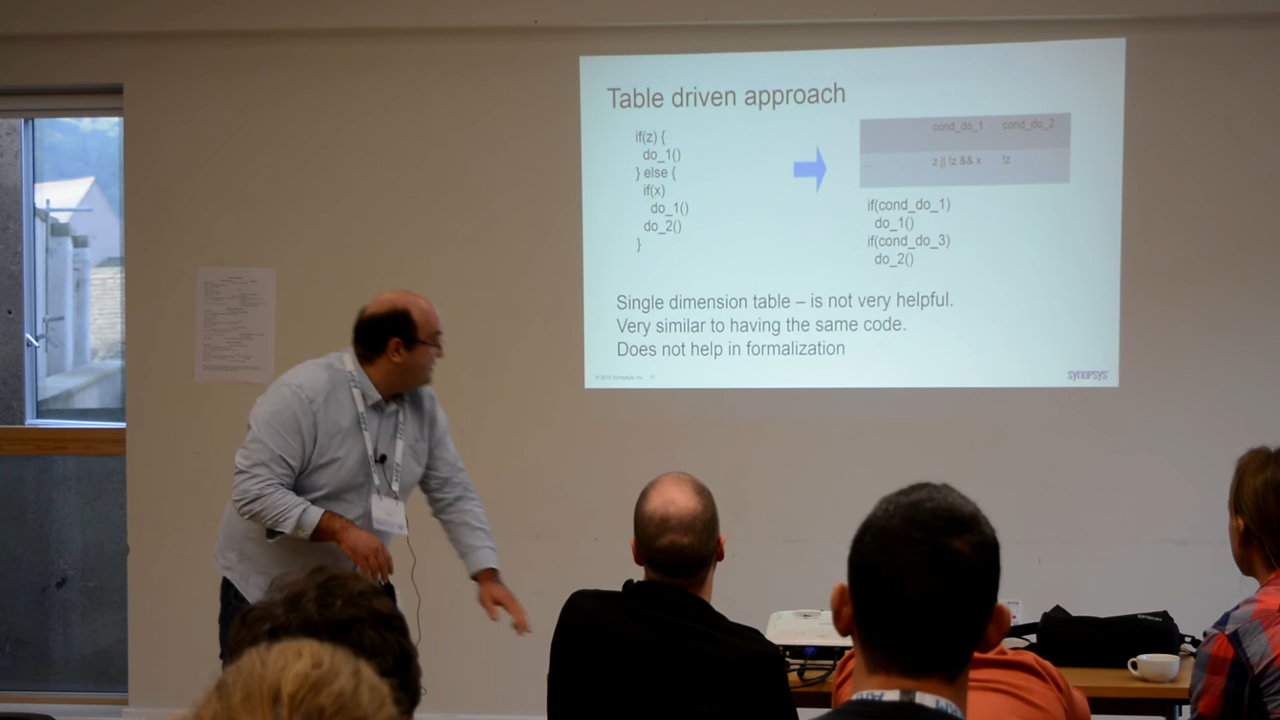 Table driven approach
if(z) {
do_1()
} else {
if(x)
do_1()
do_2()
}
cond_do_1 cond_do_2
... z || !z && x !z
if(cond_do_1)
do_1()
if(cond_do_3)
do_2()
Single dimension table – is not very helpful.
Very similar to having the same code.
Does not help in formalization
SYNOPSYS